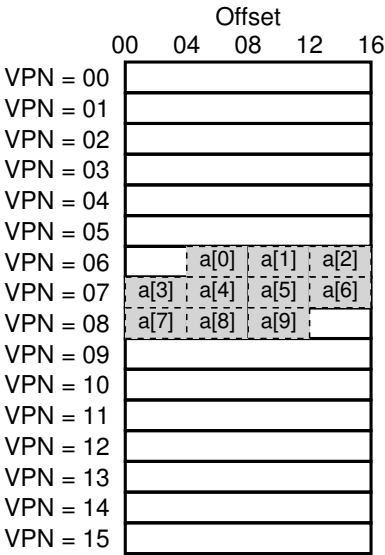 Offset
00 04 08 12 16
VPN = 00
VPN = 01
VPN = 02
VPN = 03
VPN = 04
VPN = 05
VPN = 06 a[0] a[1] a[2]
VPN = 07 a[3] a[4] a[5] a[6]
VPN = 08 a[7] a[8] a[9]
VPN = 09
VPN = 10
VPN = 11
VPN = 12
VPN = 13
VPN = 14
VPN = 15